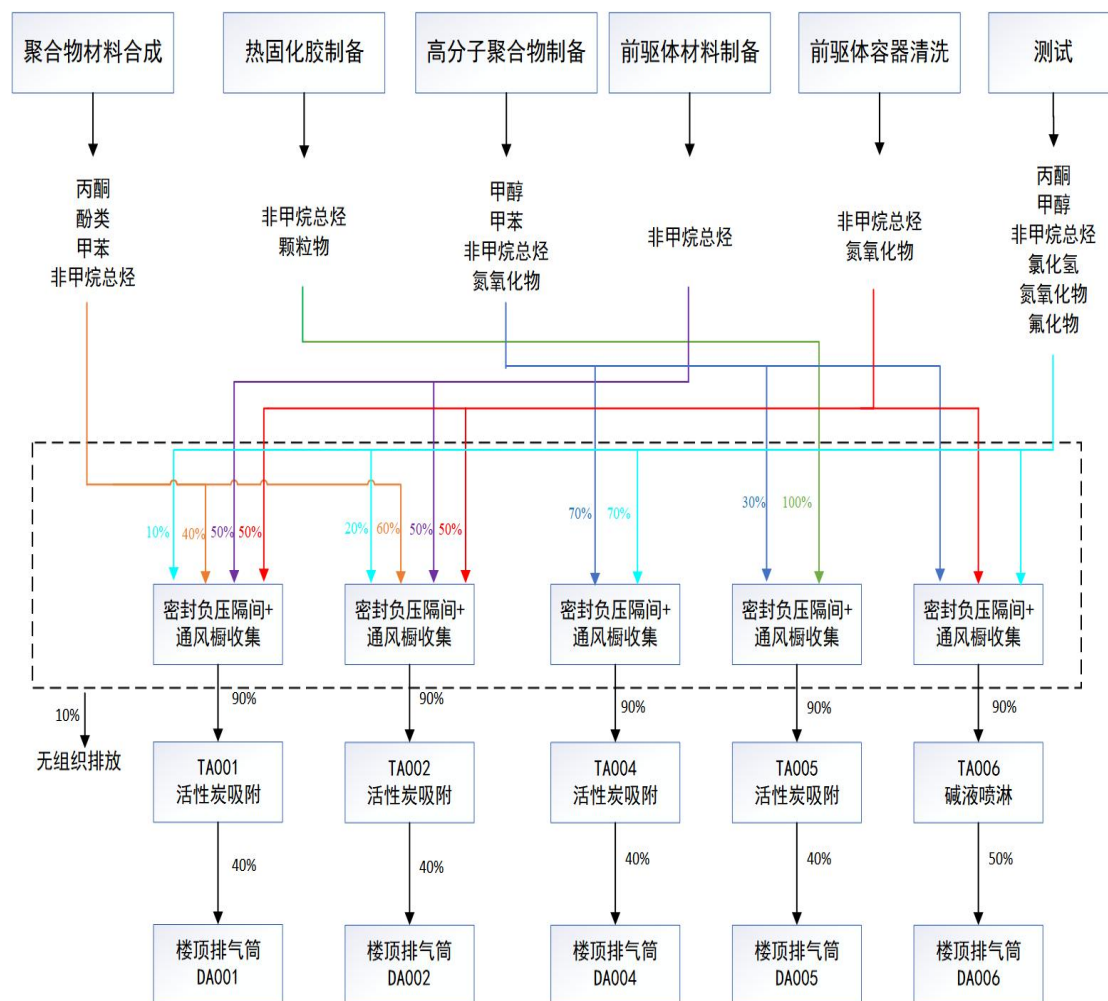 聚合物材料合成
热固化胶制备
高分子聚合物制备
前驱体材料制备
前驱体容器清洗
测试
丙酮
酚类
甲苯
非甲烷总烃
非甲烷总烃
颗粒物
甲醇
甲苯
非甲烷总烃
氮氧化物
非甲烷总烃
非甲烷总烃
氮氧化物
丙酮
甲醇
非甲烷总烃
氯化氢
氮氧化物
氟化物
10%
40%
50%
50%
20%
60%
50%
50%
70%
70%
30%
100%
密封负压隔间+
通风橱收集
密封负压隔间+
通风橱收集
密封负压隔间+
通风橱收集
密封负压隔间+
通风橱收集
密封负压隔间+
通风橱收集
10%
无组织排放
90%
90%
90%
90%
90%
TA001
活性炭吸附
TA002
活性炭吸附
TA004
活性炭吸附
TA005
活性炭吸附
TA006
碱液喷淋
40%
40%
40%
40%
50%
楼顶排气筒
DA001
楼顶排气筒
DA002
楼顶排气筒
DA004
楼顶排气筒
DA005
楼顶排气筒
DA006